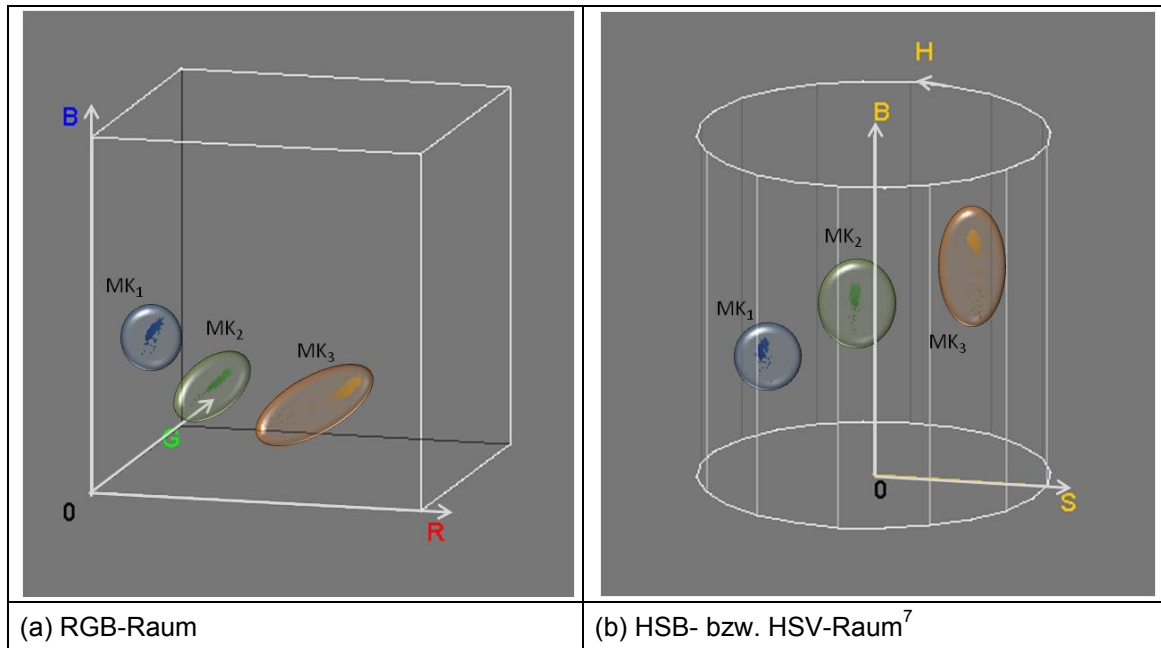 B
MK₁
MK₂
MK₃
G
0
R
(a) RGB-Raum
H
B
MK₂
MK₁
MK₃
0
S
(b) HSB- bzw. HSV-Raum⁷